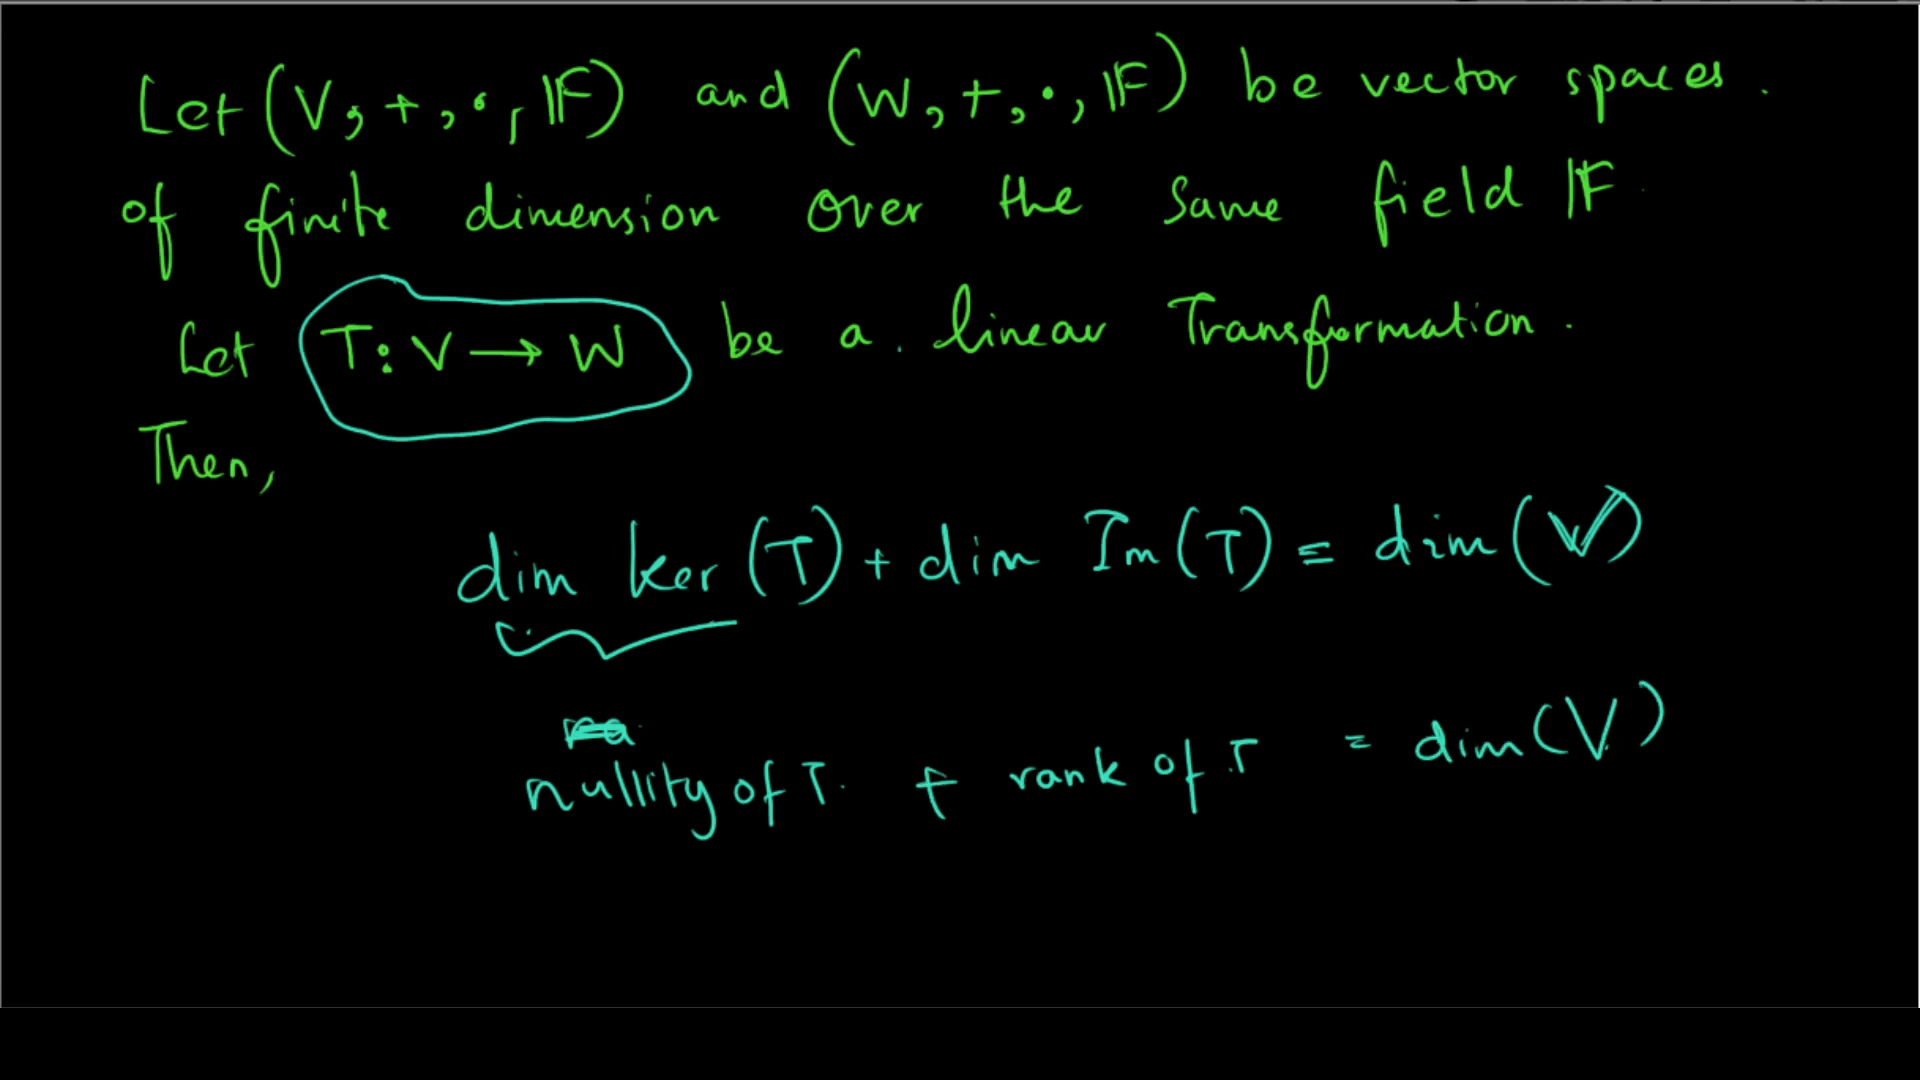 Let (V, +, ·, 𝔽) and (W, +, ·, 𝔽) be vector spaces.
of finite dimension over the same field 𝔽.
Let T: V → W be a linear Transformation.
Then,
dim ker (T) + dim Im (T) = dim (V)
nullity of T. + rank of T = dim (V)